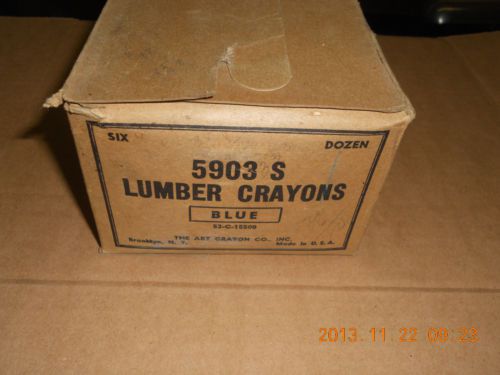 SIX DOZEN
5903 S
LUMBER CRAYONS
BLUE
53-C-15500
THE ART CRAYON CO., INC.
Brooklyn, N. Y. Made in U.S.A.
2013.11.22 09:23